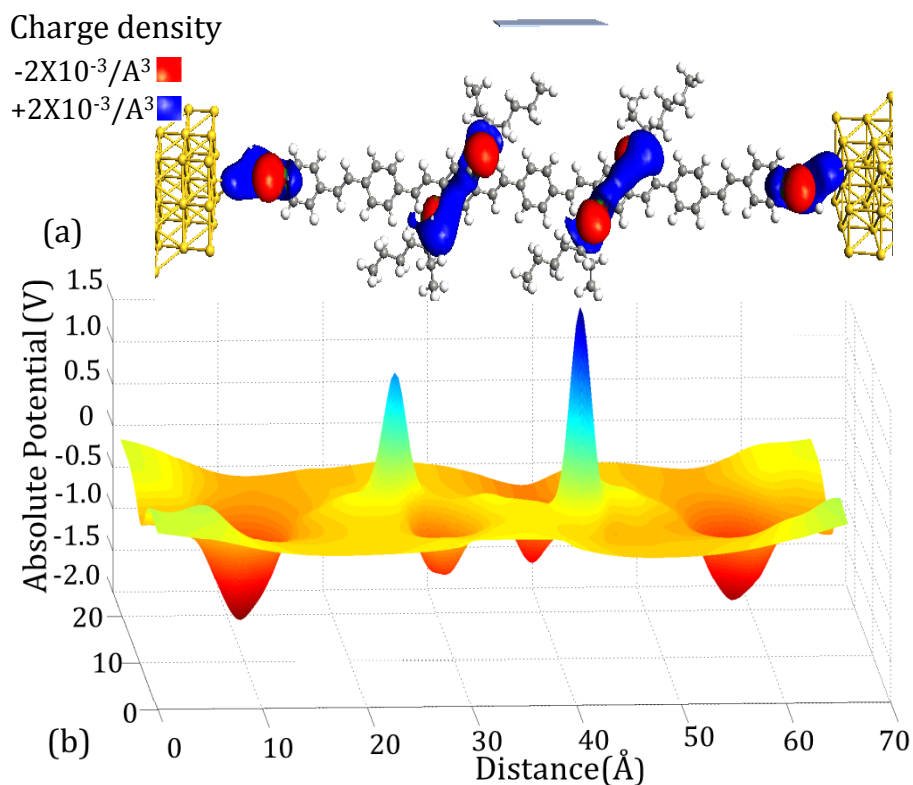 Charge density
-2X10⁻³/A³
+2X10⁻³/A³
(a)
Absolute Potential (V)
1.5
1.0
0.5
0
-0.5
-1.0
-1.5
-2.0
20
10
0
0 10 20 30 40 50 60 70
(b)
Distance(Å)